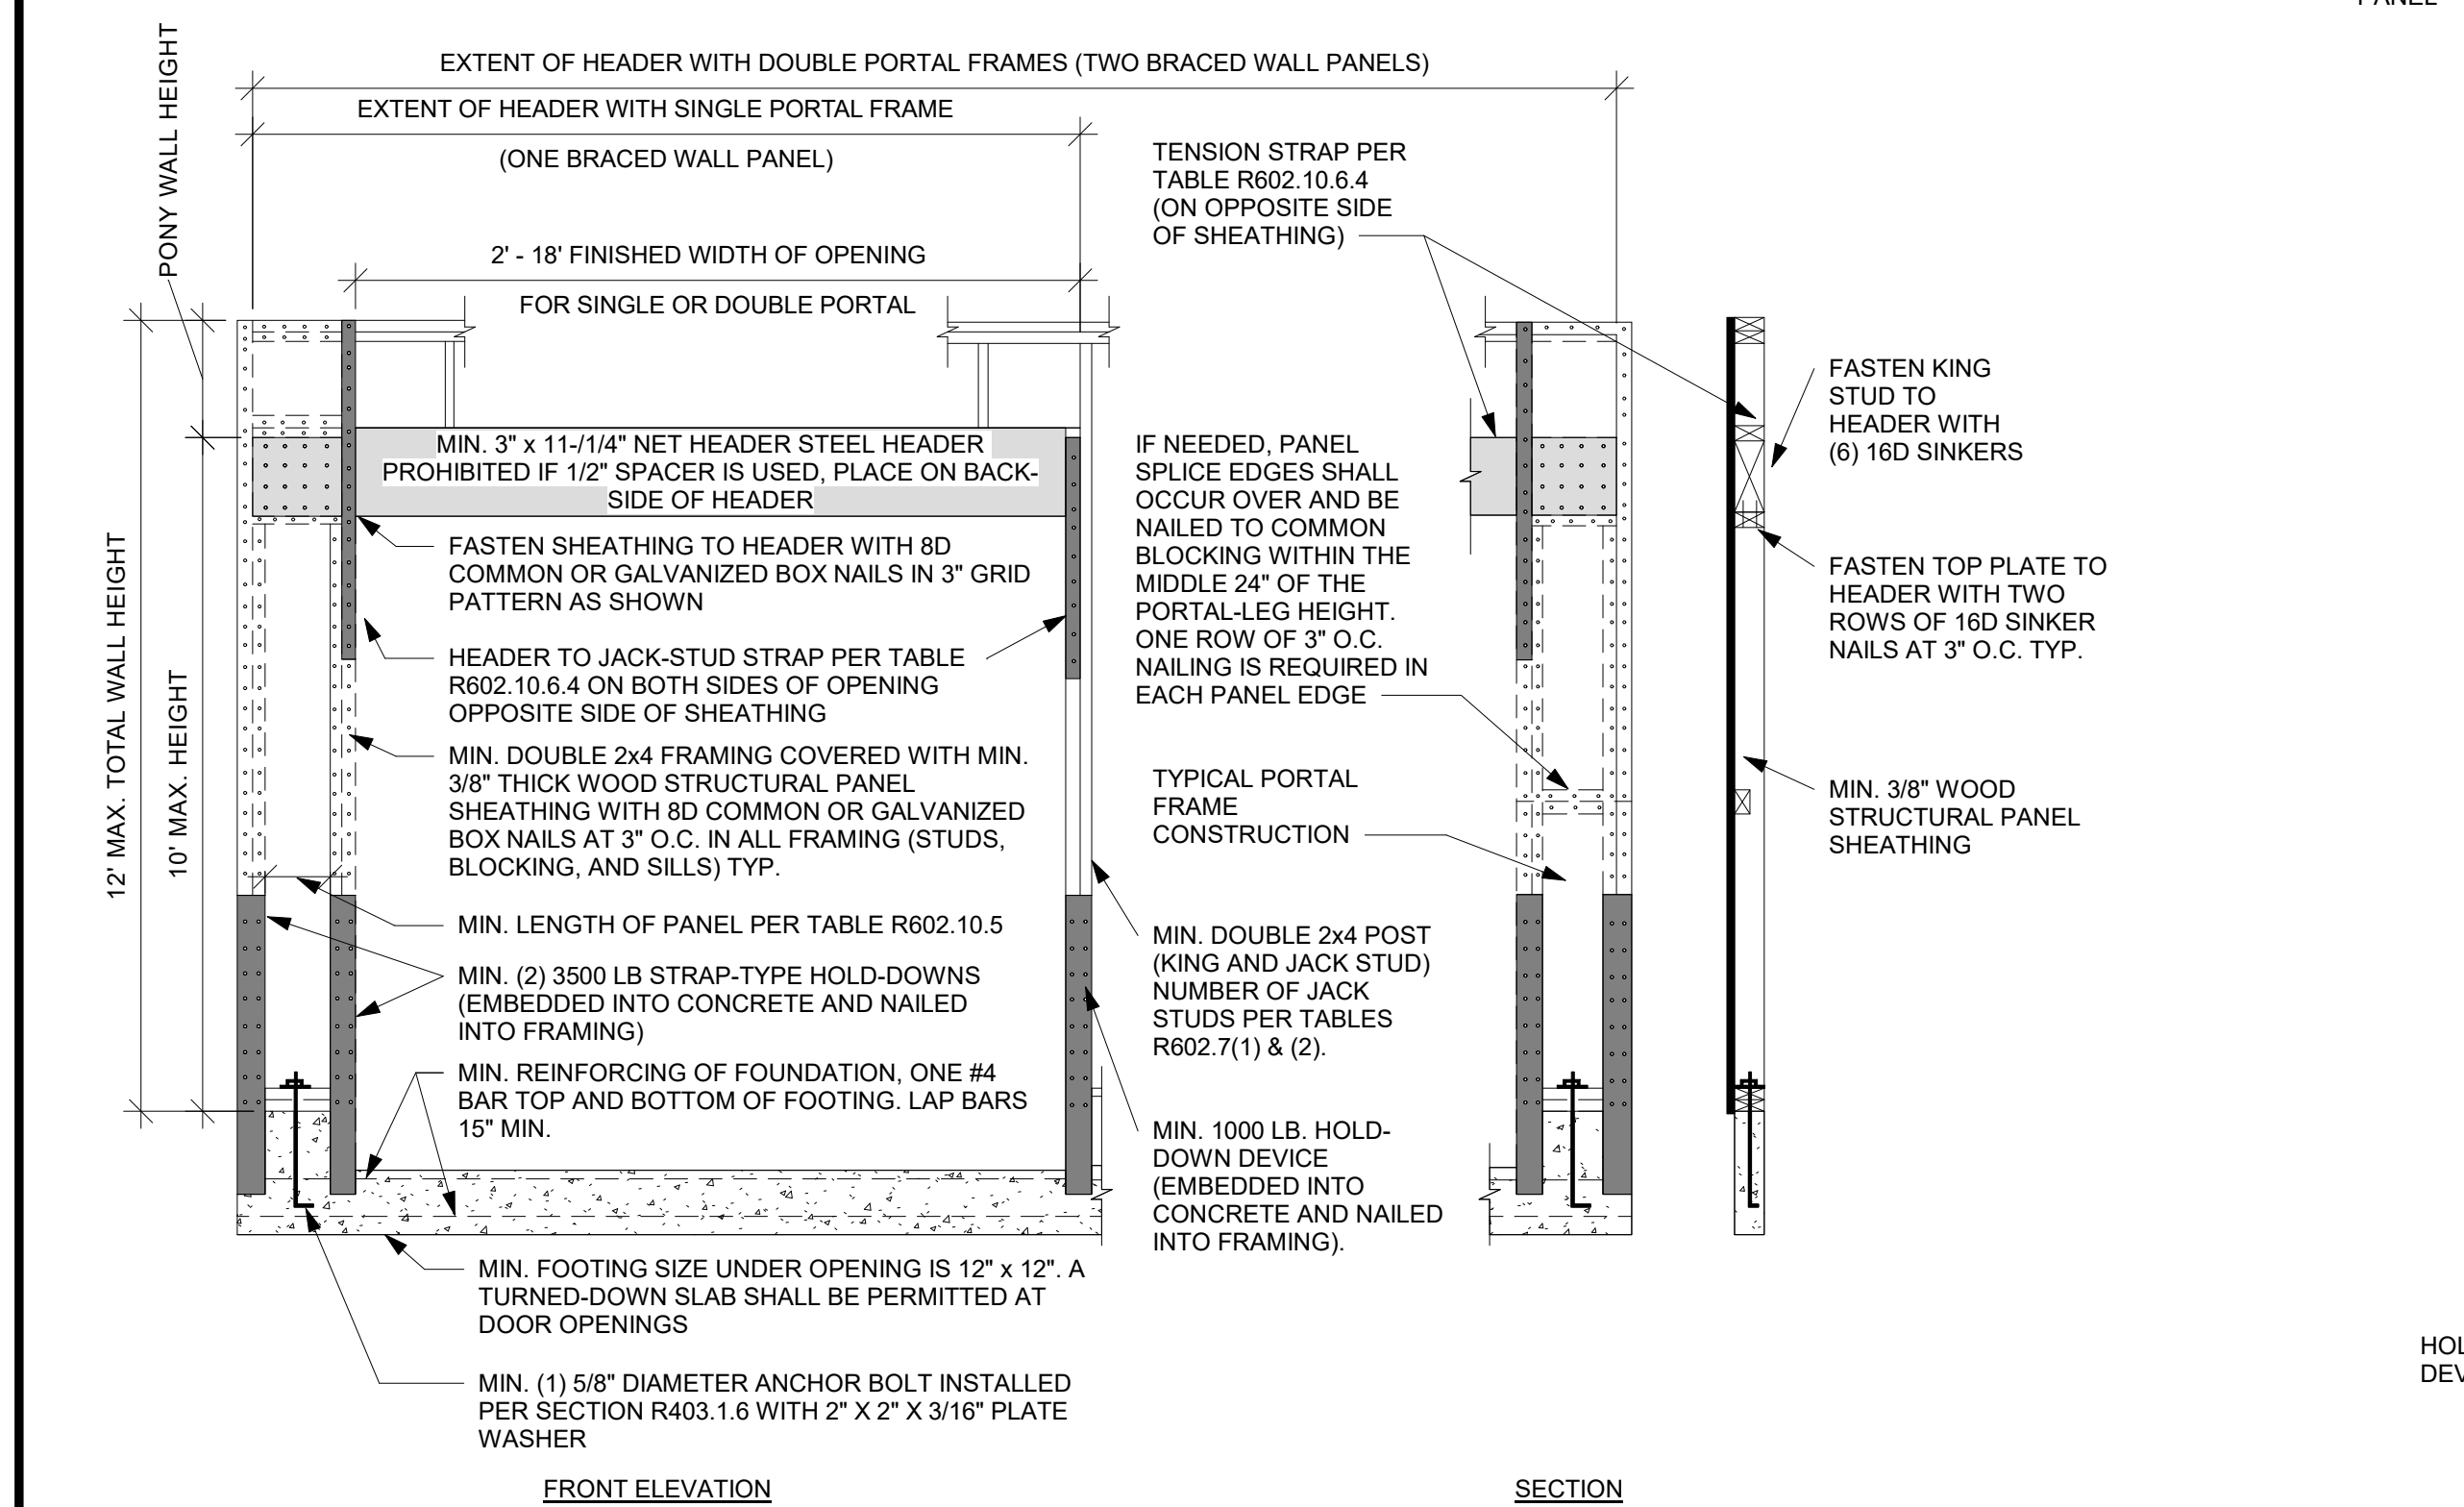 PANEL
PONY WALL HEIGHT
EXTENT OF HEADER WITH DOUBLE PORTAL FRAMES (TWO BRACED WALL PANELS)
EXTENT OF HEADER WITH SINGLE PORTAL FRAME
(ONE BRACED WALL PANEL)
2' - 18' FINISHED WIDTH OF OPENING
FOR SINGLE OR DOUBLE PORTAL
TENSION STRAP PER
TABLE R602.10.6.4
(ON OPPOSITE SIDE
OF SHEATHING)
12' MAX. TOTAL WALL HEIGHT
10' MAX. HEIGHT
MIN. 3" x 11-/1/4" NET HEADER STEEL HEADER
PROHIBITED IF 1/2" SPACER IS USED, PLACE ON BACK-
SIDE OF HEADER
FASTEN SHEATHING TO HEADER WITH 8D
COMMON OR GALVANIZED BOX NAILS IN 3" GRID
PATTERN AS SHOWN
HEADER TO JACK-STUD STRAP PER TABLE
R602.10.6.4 ON BOTH SIDES OF OPENING
OPPOSITE SIDE OF SHEATHING
MIN. DOUBLE 2x4 FRAMING COVERED WITH MIN.
3/8" THICK WOOD STRUCTURAL PANEL
SHEATHING WITH 8D COMMON OR GALVANIZED
BOX NAILS AT 3" O.C. IN ALL FRAMING (STUDS,
BLOCKING, AND SILLS) TYP.
MIN. LENGTH OF PANEL PER TABLE R602.10.5
MIN. (2) 3500 LB STRAP-TYPE HOLD-DOWNS
(EMBEDDED INTO CONCRETE AND NAILED
INTO FRAMING)
MIN. REINFORCING OF FOUNDATION, ONE #4
BAR TOP AND BOTTOM OF FOOTING. LAP BARS
15" MIN.
MIN. FOOTING SIZE UNDER OPENING IS 12" x 12". A
TURNED-DOWN SLAB SHALL BE PERMITTED AT
DOOR OPENINGS
MIN. (1) 5/8" DIAMETER ANCHOR BOLT INSTALLED
PER SECTION R403.1.6 WITH 2" X 2" X 3/16" PLATE
WASHER
FRONT ELEVATION
IF NEEDED, PANEL
SPLICE EDGES SHALL
OCCUR OVER AND BE
NAILED TO COMMON
BLOCKING WITHIN THE
MIDDLE 24" OF THE
PORTAL-LEG HEIGHT.
ONE ROW OF 3" O.C.
NAILING IS REQUIRED IN
EACH PANEL EDGE
TYPICAL PORTAL
FRAME
CONSTRUCTION
MIN. DOUBLE 2x4 POST
(KING AND JACK STUD)
NUMBER OF JACK
STUDS PER TABLES
R602.7(1) & (2).
MIN. 1000 LB. HOLD-
DOWN DEVICE
(EMBEDDED INTO
CONCRETE AND NAILED
INTO FRAMING).
FASTEN KING
STUD TO
HEADER WITH
(6) 16D SINKERS
FASTEN TOP PLATE TO
HEADER WITH TWO
ROWS OF 16D SINKER
NAILS AT 3" O.C. TYP.
MIN. 3/8" WOOD
STRUCTURAL PANEL
SHEATHING
SECTION